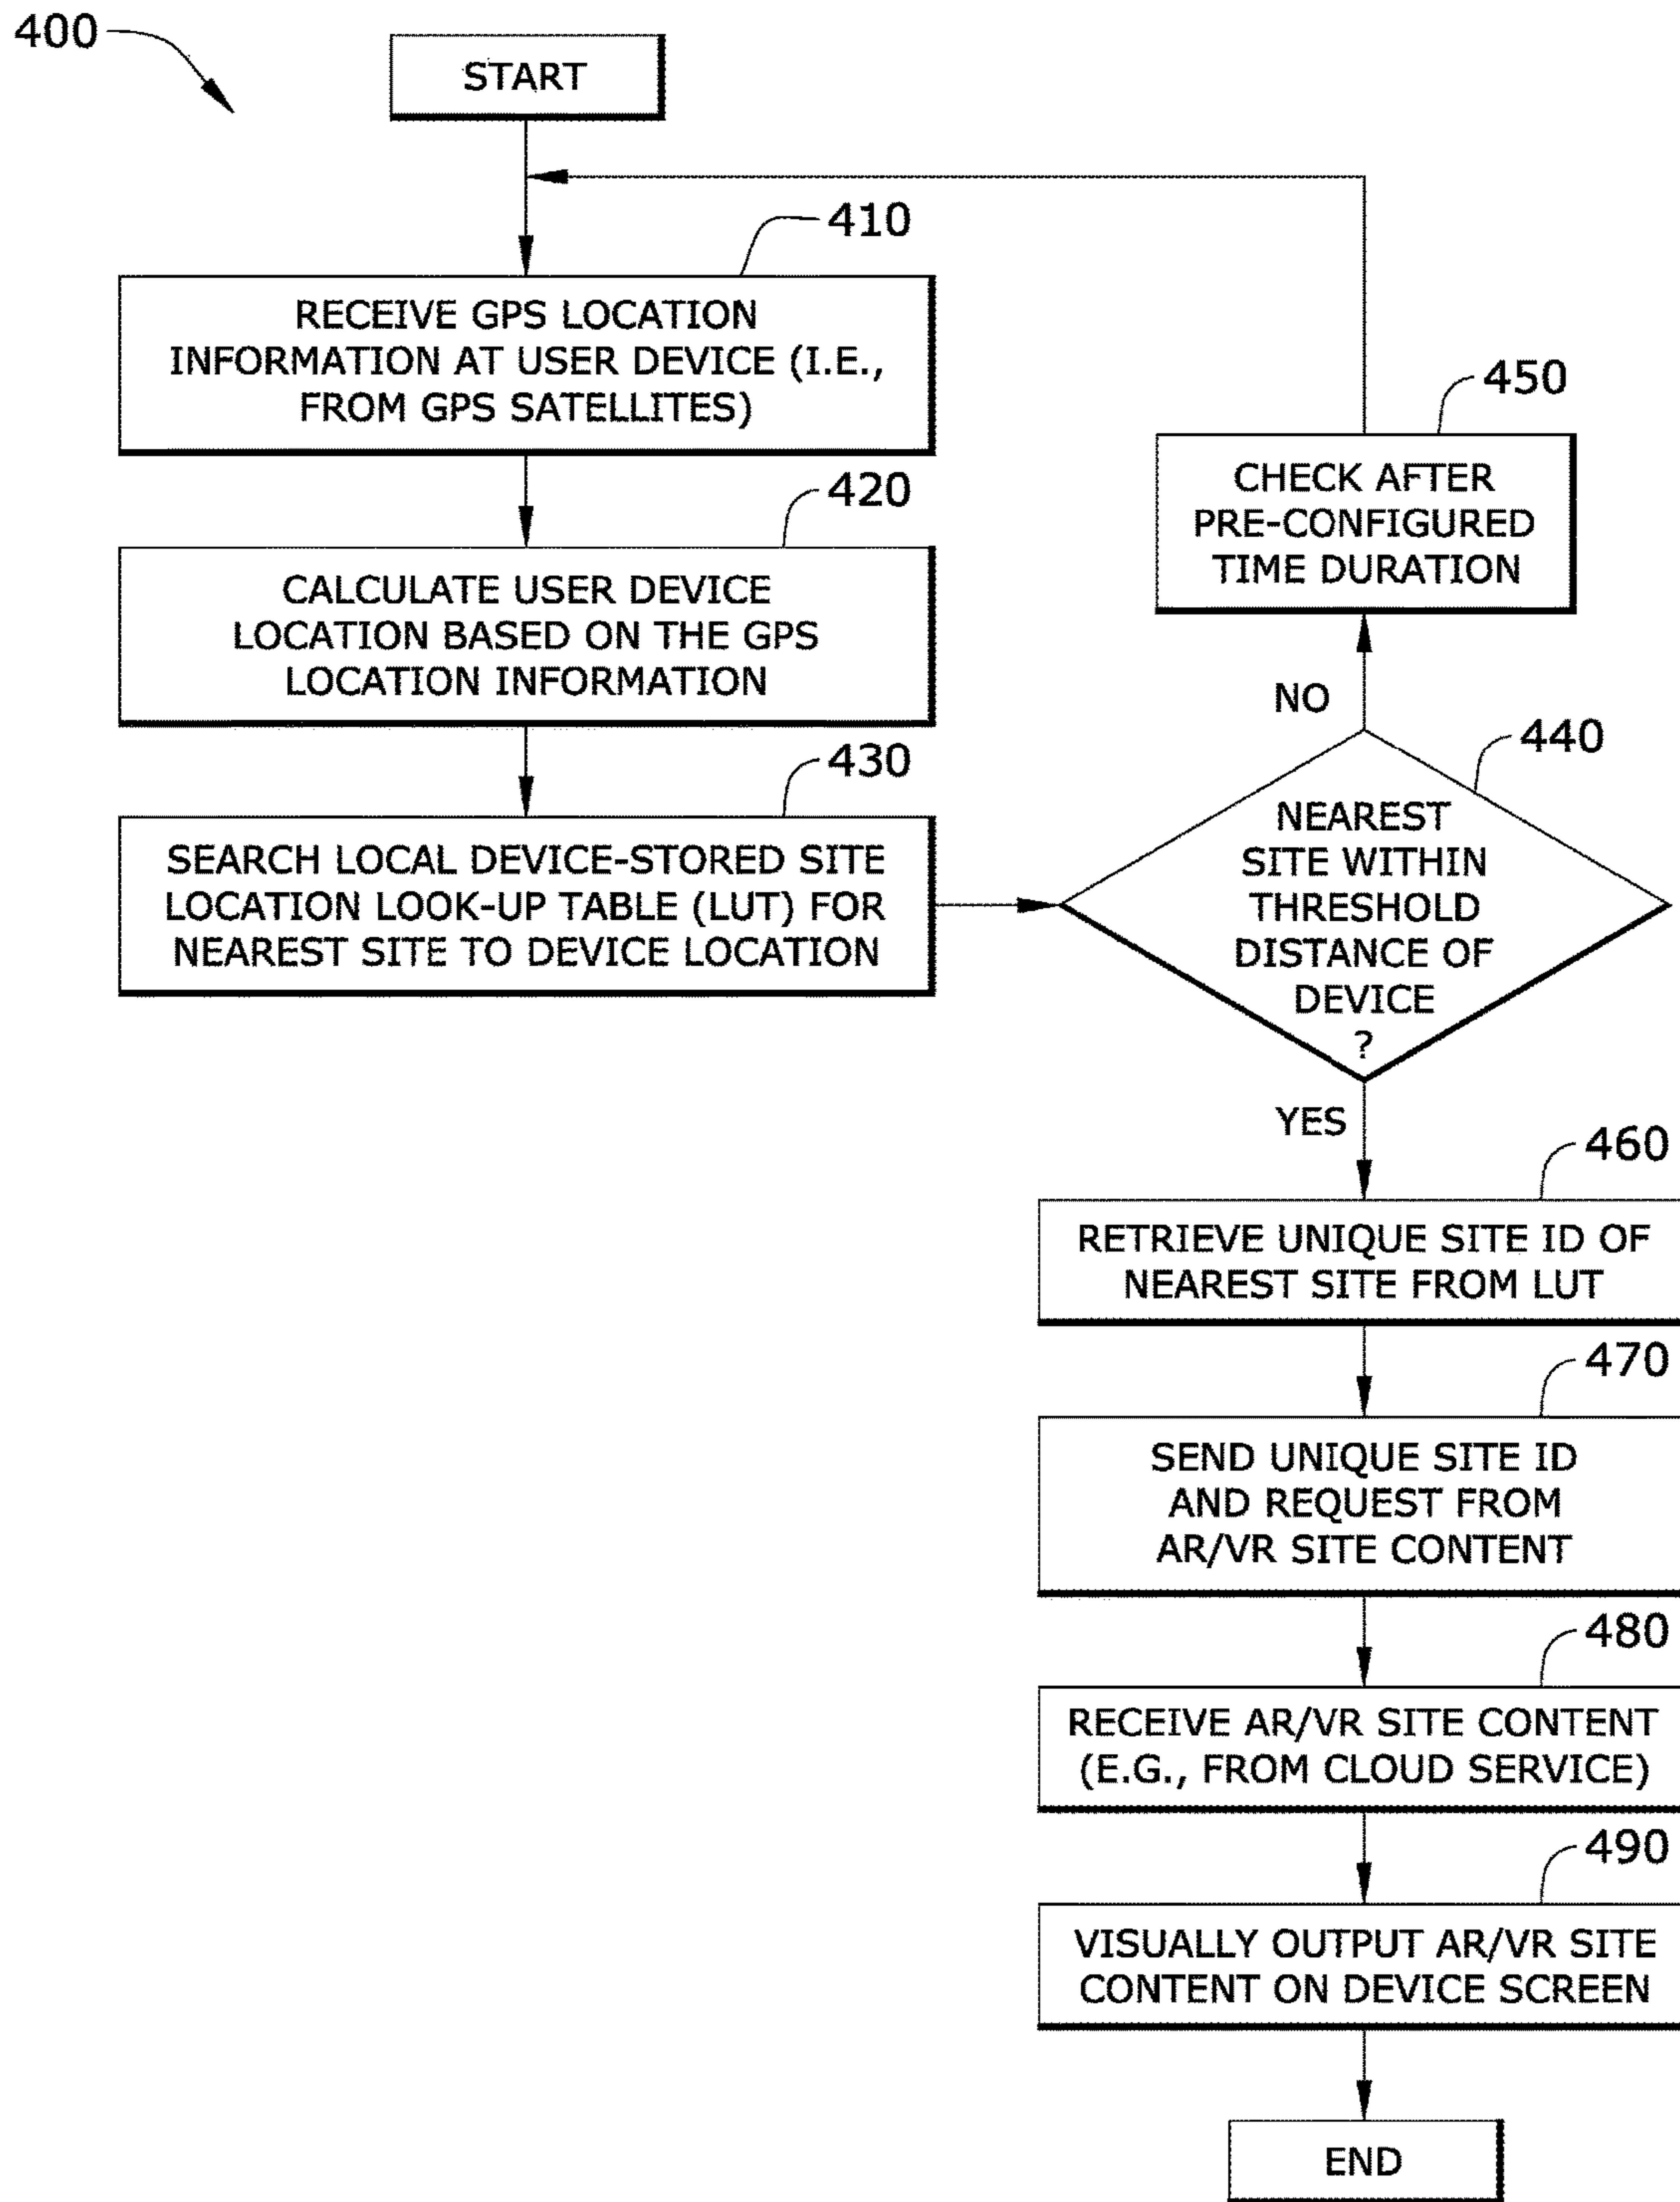 400
START
410
RECEIVE GPS LOCATION
INFORMATION AT USER DEVICE (I.E.,
FROM GPS SATELLITES)
420
CALCULATE USER DEVICE
LOCATION BASED ON THE GPS
LOCATION INFORMATION
430
SEARCH LOCAL DEVICE-STORED SITE
LOCATION LOOK-UP TABLE (LUT) FOR
NEAREST SITE TO DEVICE LOCATION
450
CHECK AFTER
PRE-CONFIGURED
TIME DURATION
NO
440
NEAREST
SITE WITHIN
THRESHOLD
DISTANCE OF
DEVICE
?
YES
460
RETRIEVE UNIQUE SITE ID OF
NEAREST SITE FROM LUT
470
SEND UNIQUE SITE ID
AND REQUEST FROM
AR/VR SITE CONTENT
480
RECEIVE AR/VR SITE CONTENT
(E.G., FROM CLOUD SERVICE)
490
VISUALLY OUTPUT AR/VR SITE
CONTENT ON DEVICE SCREEN
END